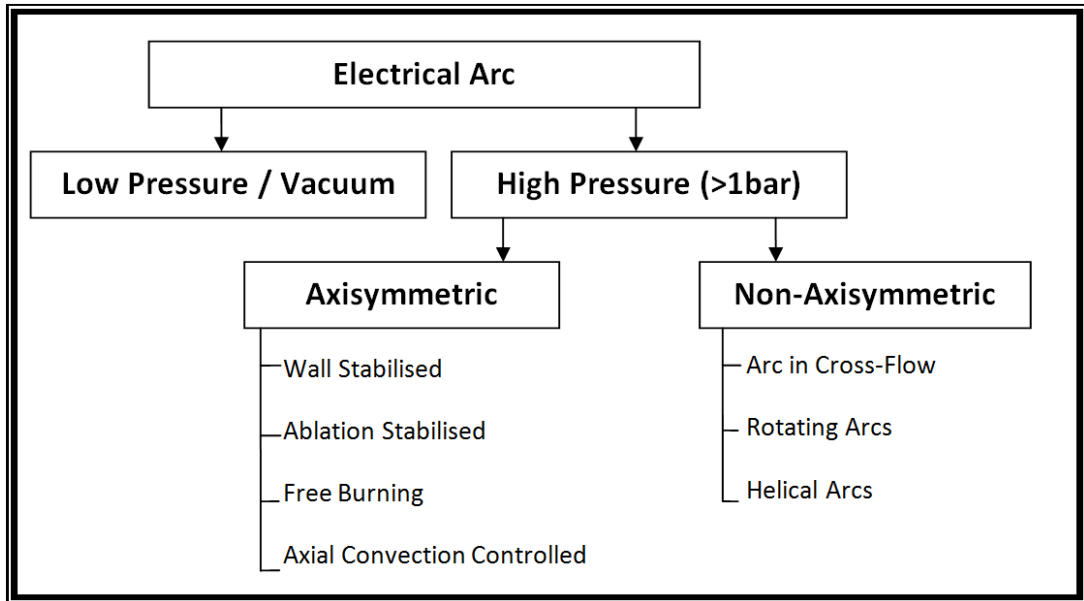 Electrical Arc
Low Pressure / Vacuum
High Pressure (>1bar)
Axisymmetric
Non-Axisymmetric
Wall Stabilised
Ablation Stabilised
Free Burning
Axial Convection Controlled
Arc in Cross-Flow
Rotating Arcs
Helical Arcs